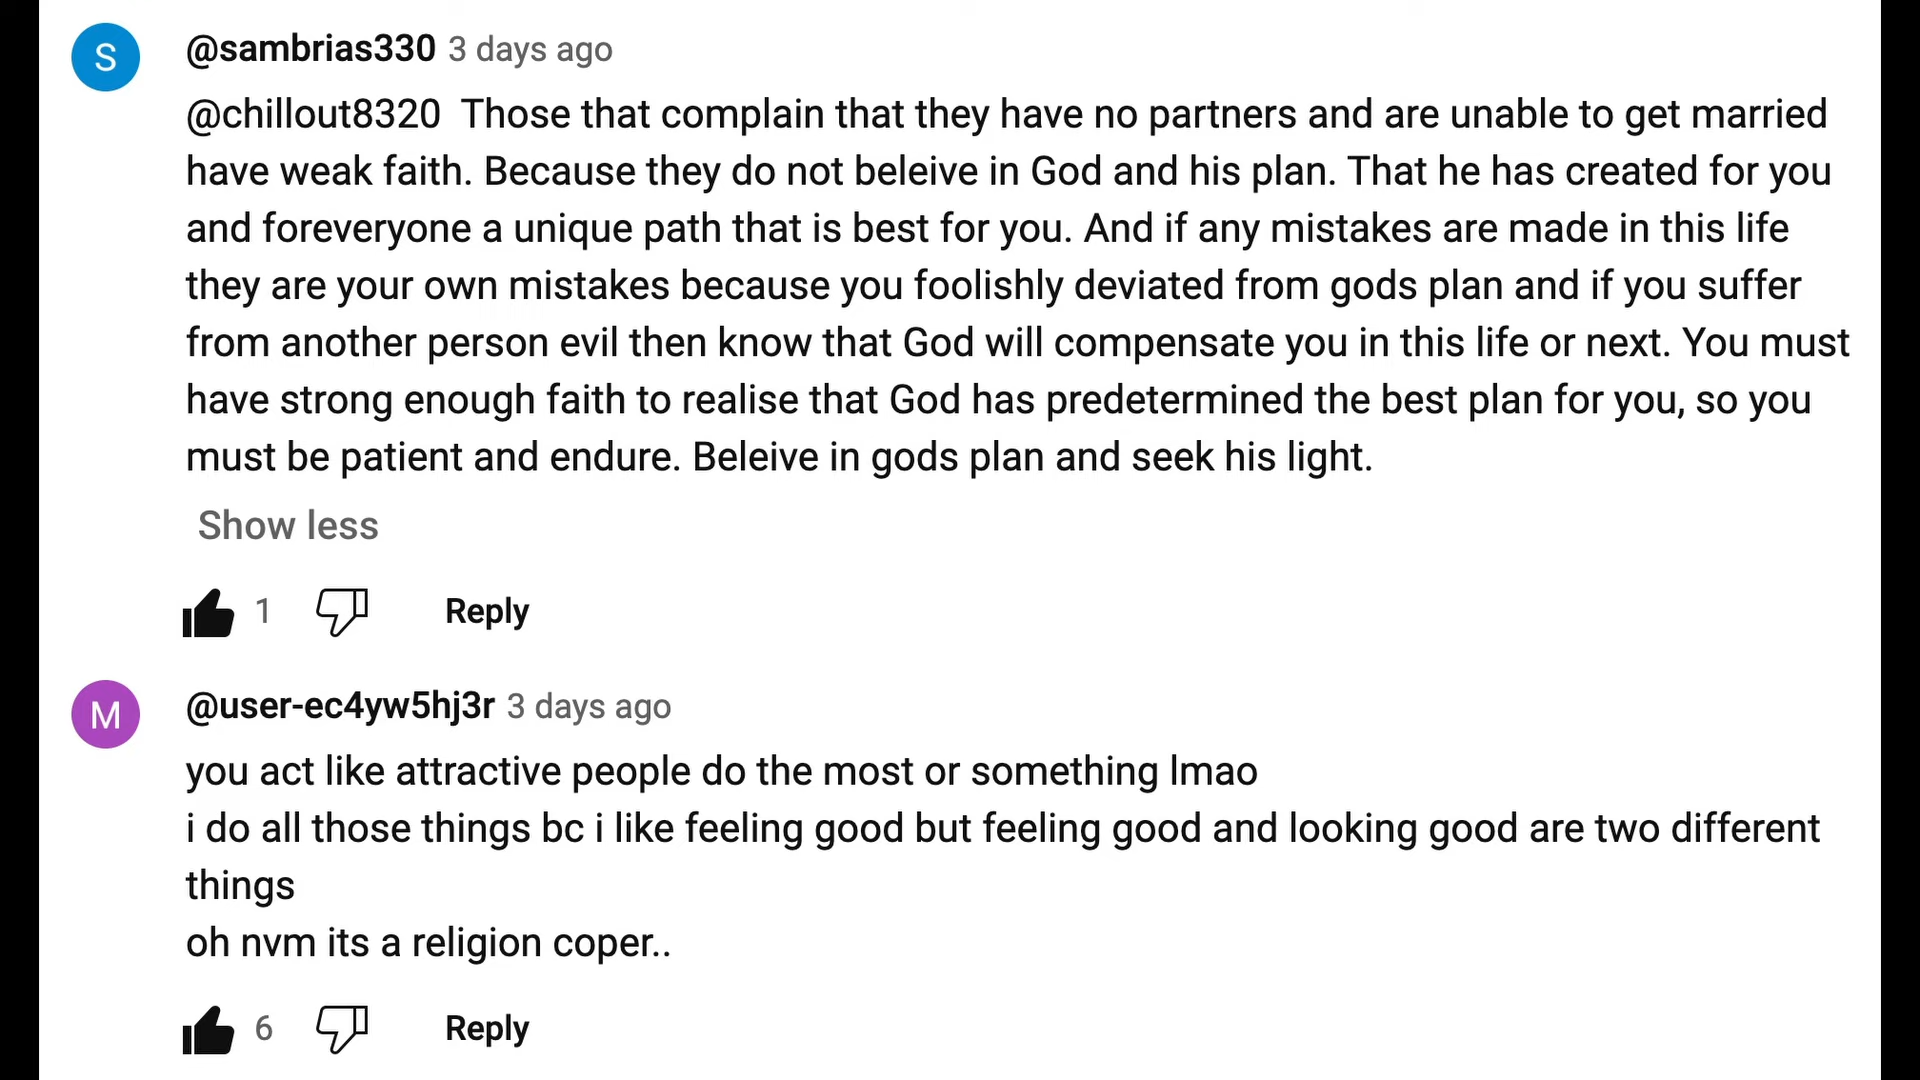 S
@sambrias330 3 days ago
@chillout8320 Those that complain that they have no partners and are unable to get married
have weak faith. Because they do not beleive in God and his plan. That he has created for you
and foreveryone a unique path that is best for you. And if any mistakes are made in this life
they are your own mistakes because you foolishly deviated from gods plan and if you suffer
from another person evil then know that God will compensate you in this life or next. You must
have strong enough faith to realise that God has predetermined the best plan for you, so you
must be patient and endure. Beleive in gods plan and seek his light.
Show less
1 Reply
M
@user-ec4yw5hj3r 3 days ago
you act like attractive people do the most or something lmao
i do all those things bc i like feeling good but feeling good and looking good are two different
things
oh nvm its a religion coper..
6 Reply